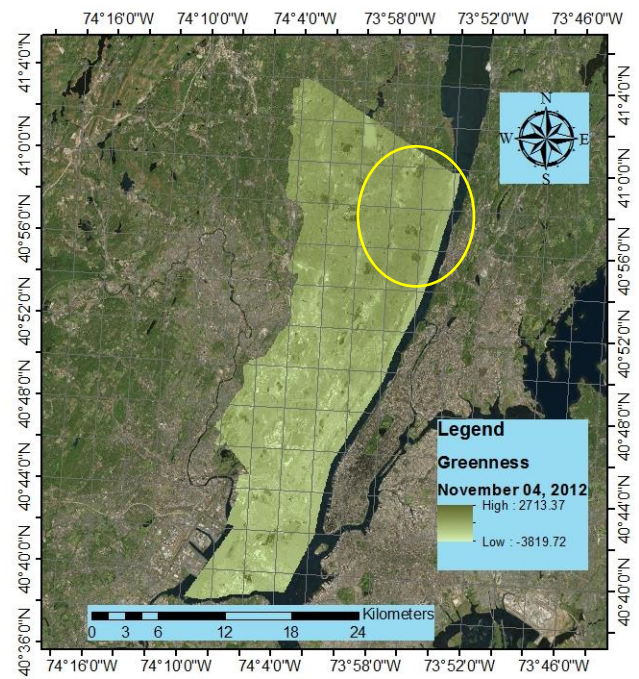 74°16'0"W 74°10'0"W 74°4'0"W 73°58'0"W 73°52'0"W 73°46'0"W
41°4'0"N
41°0'0"N
40°56'0"N
40°52'0"N
40°48'0"N
40°44'0"N
40°40'0"N
40°36'0"N
N
W E
S
41°4'0"N
41°0'0"N
40°56'0"N
40°52'0"N
40°48'0"N
40°44'0"N
40°40'0"N
Legend
Greenness
November 04, 2012
High : 2713.37
Low : -3819.72
Kilometers
0 3 6 12 18 24
74°16'0"W 74°10'0"W 74°4'0"W 73°58'0"W 73°52'0"W 73°46'0"W